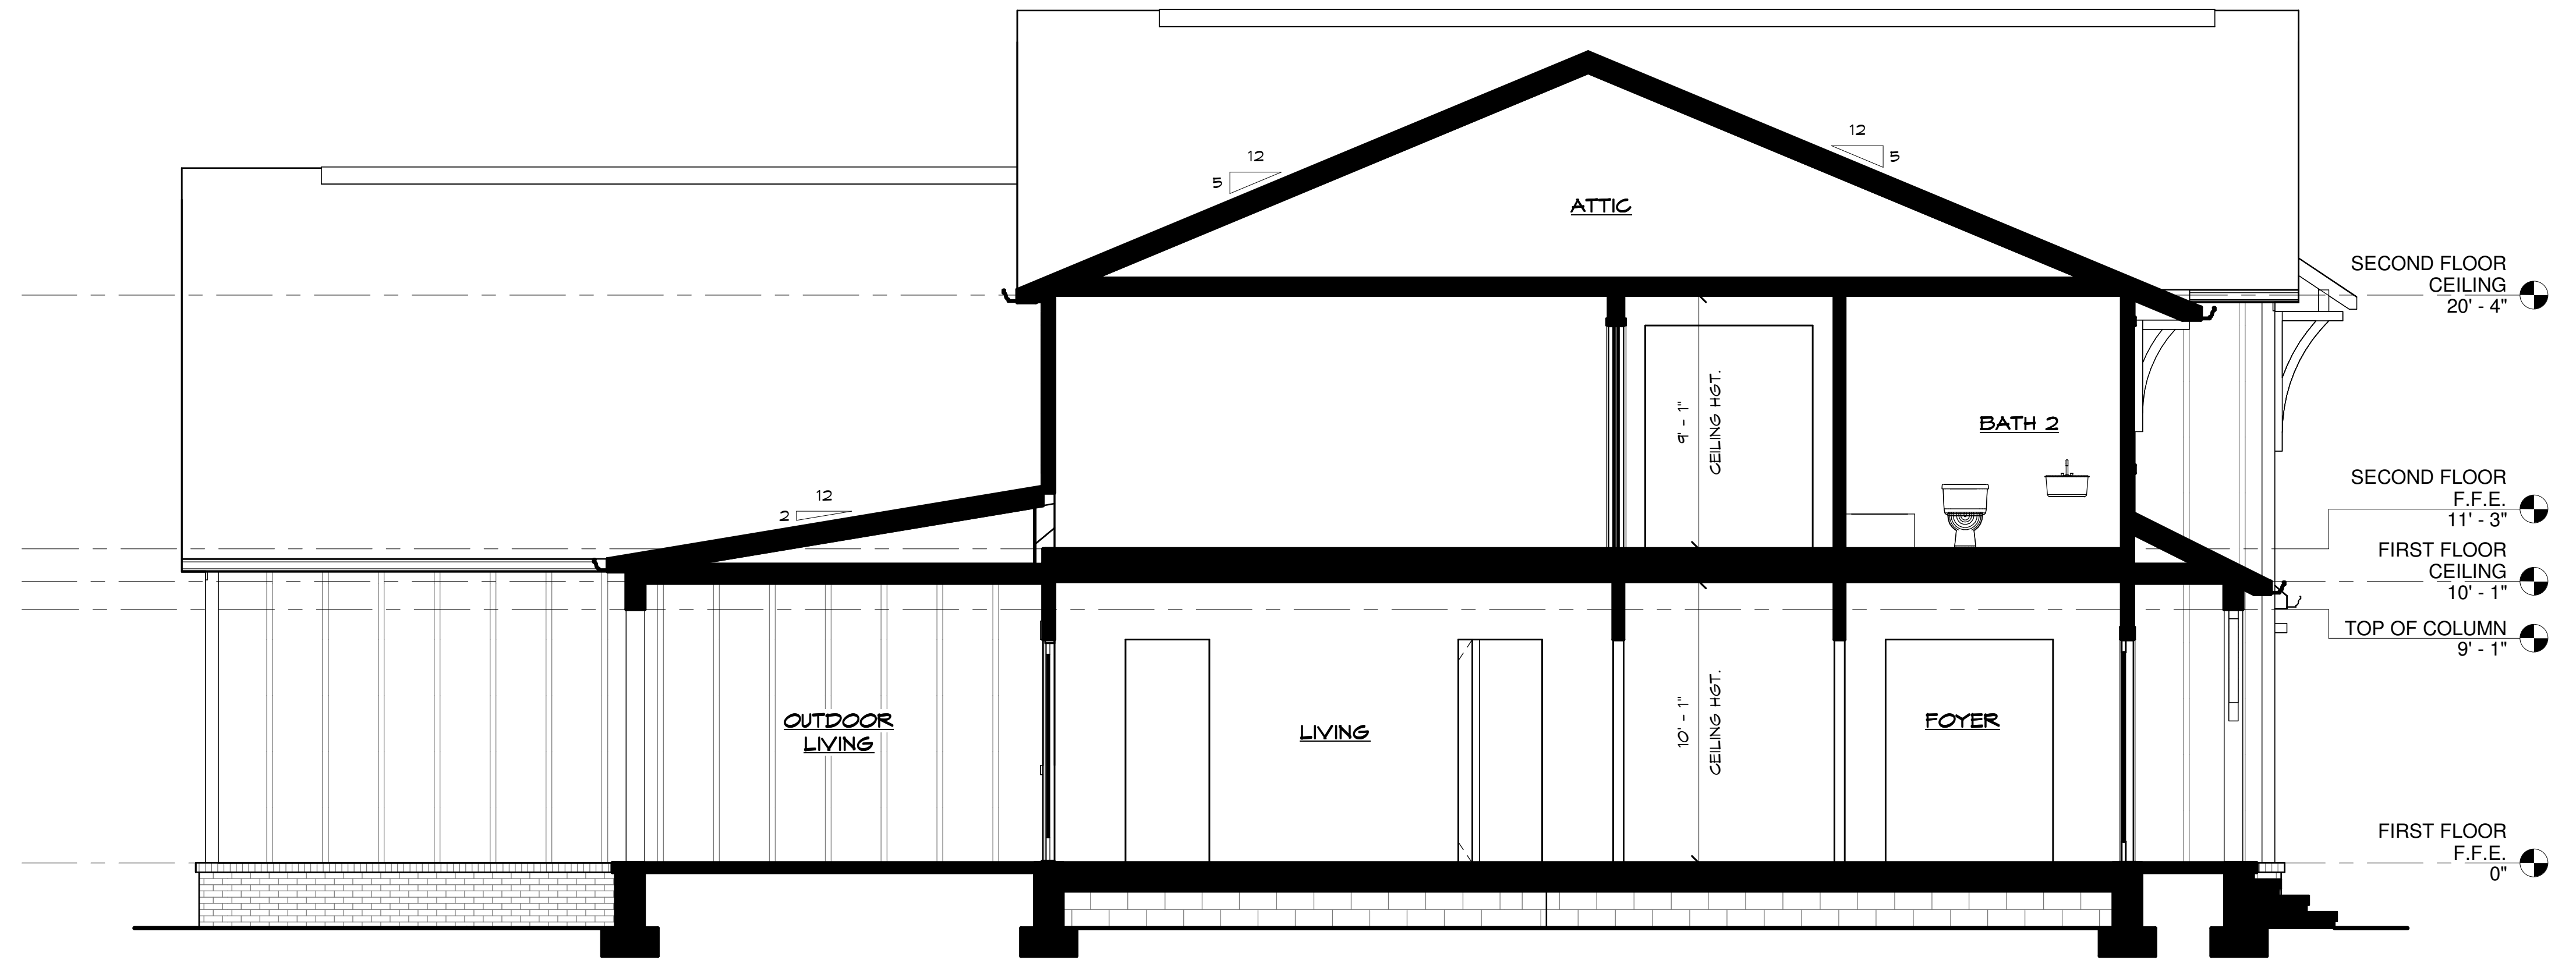 12
5
12
5
ATTIC
SECOND FLOOR
CEILING
20' - 4"
9' - 1"
CEILING HGT.
BATH 2
12
2
SECOND FLOOR
F.F.E.
11' - 3"
FIRST FLOOR
CEILING
10' - 1"
TOP OF COLUMN
9' - 1"
OUTDOOR
LIVING
LIVING
10' - 1"
CEILING HGT.
FOYER
FIRST FLOOR
F.F.E.
0"